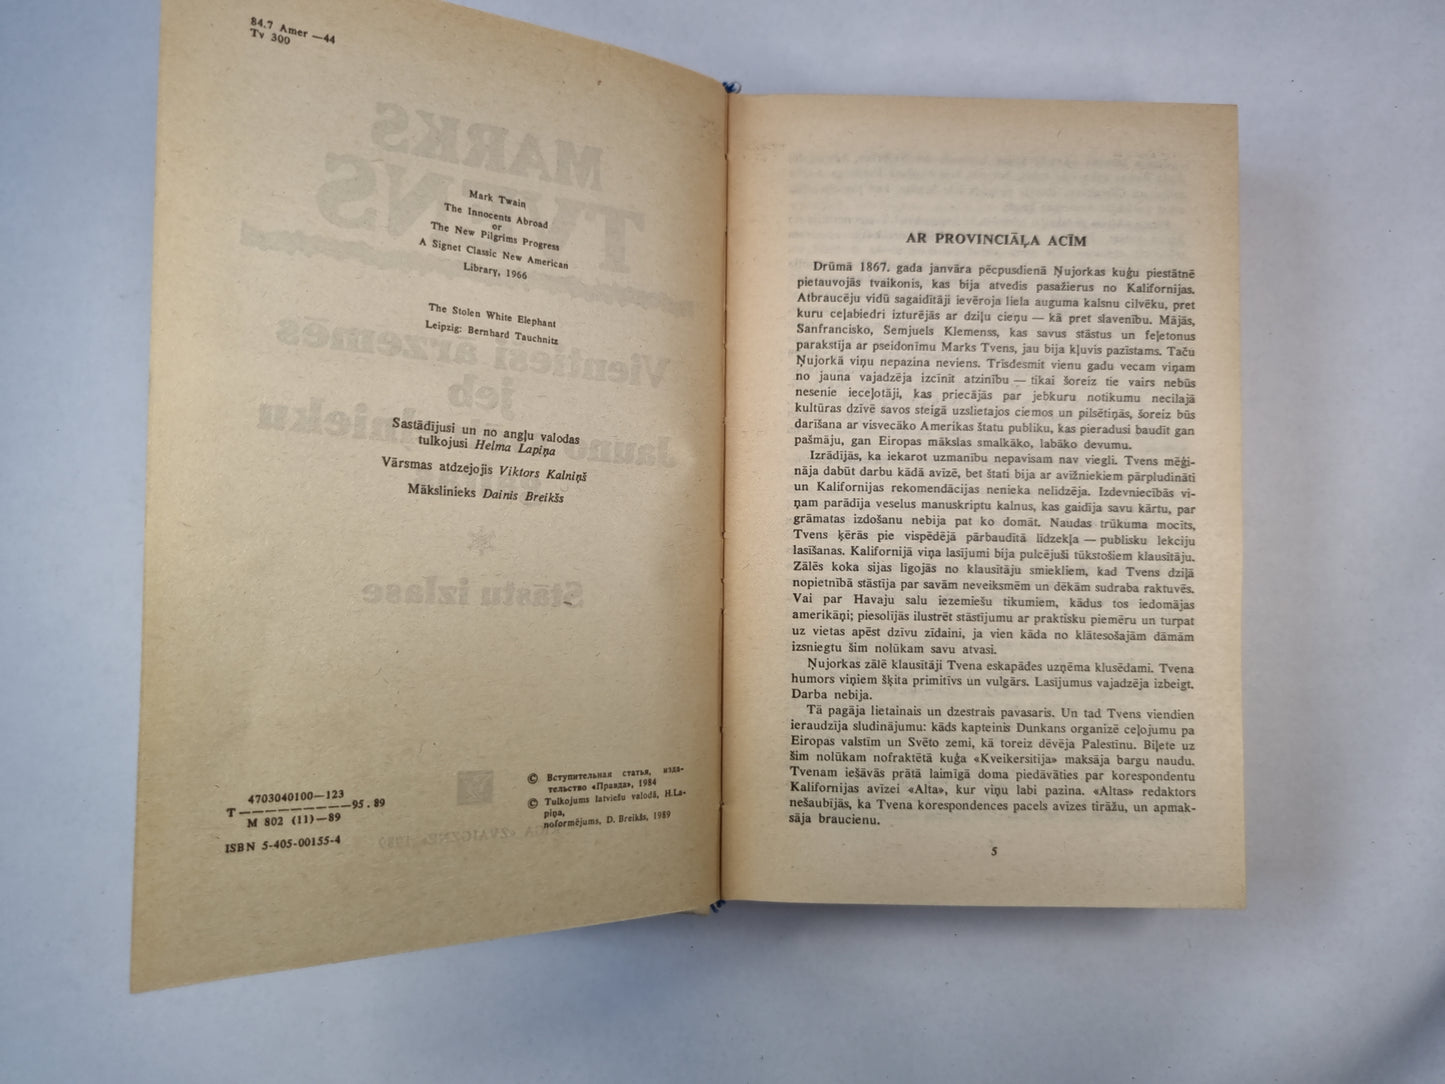 84.7 Amer —44
Tv 300
Mark Twain
The Innocents Abroad
or
The New Pilgrims Progress
A Signet Classic New American
Library, 1966
The Stolen White Elephant
Leipzig: Bernhard Tauchnitz
Sastādījusi un no angļu valodas
tulkojusi Helma Lapiņa
Vārsmas atdzejojis Viktors Kalniņš
Mākslinieks Dainis Breikšs
4703040100—123
T —————————— 95.89
M 802 (11)—89
ISBN 5-405-00155-4
© Вступительная статья, изда-
тельство «Правда», 1984
© Tulkojums latviešu valodā, H.La-
piņa,
noformējums, D. Breikšs, 1989
AR PROVINCIĀĻA ACĪM
Drūmā 1867. gada janvāra pēcpusdienā Ņujorkas kuģu piestātnē
pietauvojās tvaikonis, kas bija atvedis pasažierus no Kalifornijas.
Atbraucēju vidū sagaidītāji ievēroja liela auguma kalsnu cilvēku, pret
kuru ceļabiedri izturējās ar dziļu cieņu — kā pret slavenību. Mājās,
Sanfrancisko, Semjuels Klemenss, kas savus stāstus un feļetonus
parakstīja ar pseidonīmu Marks Tvens, jau bija kļuvis pazīstams. Taču
Ņujorkā viņu nepazina neviens. Trīsdesmit vienu gadu vecam viņam
no jauna vajadzēja izcīnīt atzinību — tikai šoreiz tie vairs nebūs
nesenie ieceļotāji, kas priecājās par jebkuru notikumu necilajā
kultūras dzīvē savos steigā uzslietajos ciemos un pilsētiņās, šoreiz būs
darīšana ar visvecāko Amerikas štatu publiku, kas pieradusi baudīt gan
pašmāju, gan Eiropas mākslas smalkāko, labāko devumu.
Izrādījās, ka iekarot uzmanību nepavisam nav viegli. Tvens mēģi-
nāja dabūt darbu kādā avīzē, bet štati bija ar avīžniekiem pārpludināti
un Kalifornijas rekomendācijas nenieka nelīdzēja. Izdevniecībās vi-
ņam parādīja veselus manuskriptu kalnus, kas gaidīja savu kārtu, par
grāmatas izdošanu nebija pat ko domāt. Naudas trūkuma mocīts,
Tvens ķērās pie vispēdējā pārbaudītā līdzekļa — publisku lekciju
lasīšanas. Kalifornijā viņa lasījumi bija pulcējuši tūkstošiem klausītāju.
Zālēs koka sijas līgojās no klausītāju smiekliem, kad Tvens dziļā
nopietnībā stāstīja par savām neveiksmēm un dēkām sudraba raktuvēs.
Vai par Havaju salu iezemiešu tikumiem, kādus tos iedomājas
amerikāņi; piesolījās ilustrēt stāstījumu ar praktisku piemēru un turpat
uz vietas apēst dzīvu zīdaini, ja vien kāda no klātesošajām dāmām
izsniegtu šim nolūkam savu atvasi.
Ņujorkas zālē klausītāji Tvena eskapādes uzņēma klusēdami. Tvena
humors viņiem šķita primitīvs un vulgārs. Lasījumus vajadzēja izbeigt.
Darba nebija.
Tā pagāja lietainais un dzestrais pavasaris. Un tad Tvens viendien
ieraudzīja sludinājumu: kāds kapteinis Dunkans organizē ceļojumu pa
Eiropas valstīm un Svēto zemi, kā toreiz dēvēja Palestīnu. Biļete uz
šim nolūkam nofraktētā kuģa «Kveikersitija» maksāja bargu naudu.
Tvenam iešāvās prātā laimīgā doma piedāvāties par korespondentu
Kalifornijas avīzei «Alta», kur viņu labi pazina. «Altas» redaktors
nešaubījās, ka Tvena korespondences pacels avīzes tirāžu, un apmak-
sāja braucienu.
5